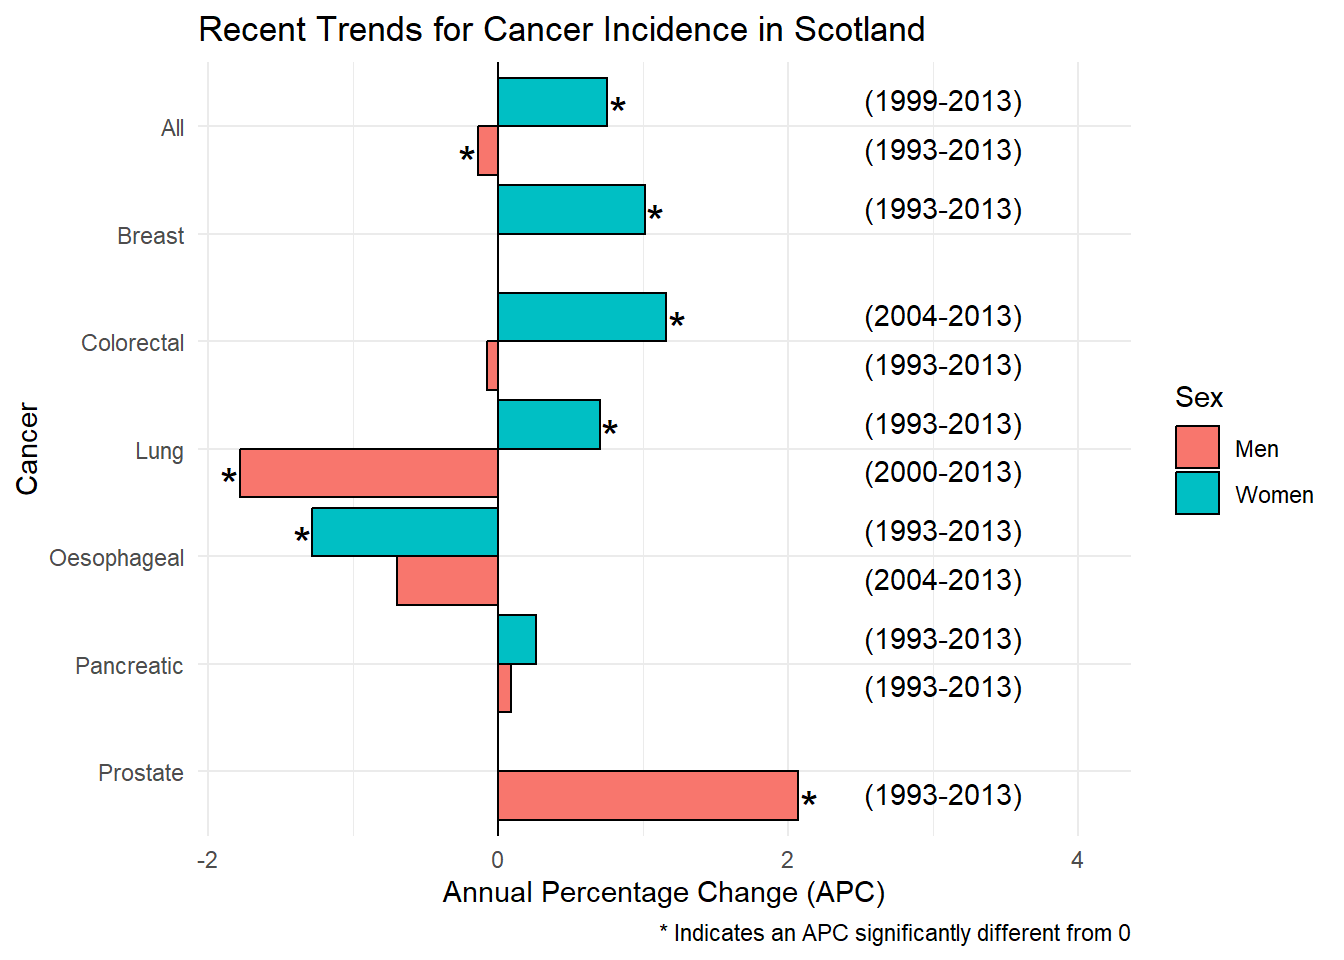 Recent Trends for Cancer Incidence in Scotland
All
*
(1999-2013)
*
(1993-2013)
Breast
*
(1993-2013)
Colorectal
*
(2004-2013)
(1993-2013)
Lung
*
(1993-2013)
*
(2000-2013)
Oesophageal
*
(1993-2013)
(2004-2013)
Pancreatic
(1993-2013)
(1993-2013)
Prostate
*
(1993-2013)
Cancer
-2
0
2
4
Annual Percentage Change (APC)
* Indicates an APC significantly different from 0
Sex
Men
Women